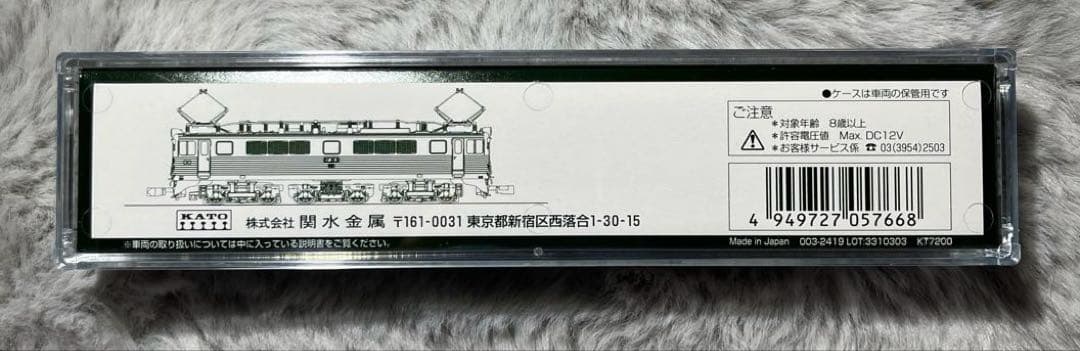 ●ケースは車両の保管用です
ご注意
＊対象年齢 8歳以上
＊許容電圧値 Max. DC12V
＊お客様サービス係 ☎ 03(3954)2503
KATO
株式会社 関水金属 〒161-0031 東京都新宿区西落合1-30-15
4 949727 057668
※車両の取り扱いについては中に入っている説明書をご覧ください。
Made in Japan 003-2419 LOT:3310303 KT7200